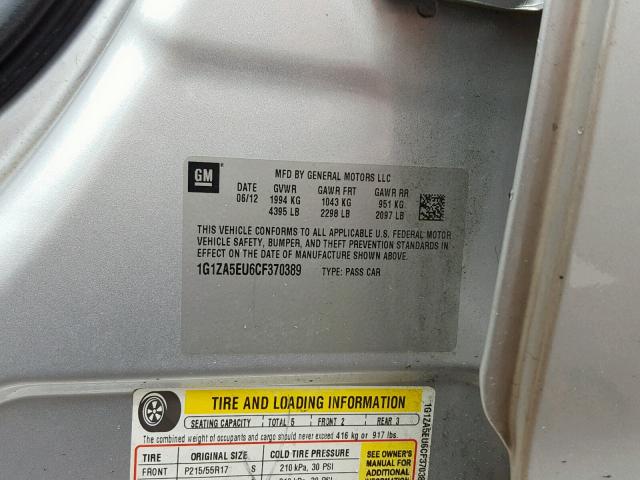 GM
MFD BY GENERAL MOTORS LLC
DATE GVWR GAWR FRT GAWR RR
06/12 1994 KG 1043 KG 951 KG
4395 LB 2298 LB 2097 LB
THIS VEHICLE CONFORMS TO ALL APPLICABLE U.S. FEDERAL MOTOR
VEHICLE SAFETY, BUMPER, AND THEFT PREVENTION STANDARDS IN
EFFECT ON THE DATE OF MANUFACTURE SHOWN ABOVE.
1G1ZA5EU6CF370389 TYPE: PASS CAR
TIRE AND LOADING INFORMATION
SEATING CAPACITY TOTAL 5 FRONT 2 REAR 3
The combined weight of occupants and cargo should never exceed 416 kg or 917 lbs.
TIRE SIZE COLD TIRE PRESSURE
FRONT P215/55R17 S 210 kPa, 30 PSI
SEE OWNER'S
MANUAL FOR
ADDITIONAL
INFORMATION
1G1ZA5EU6CF370389